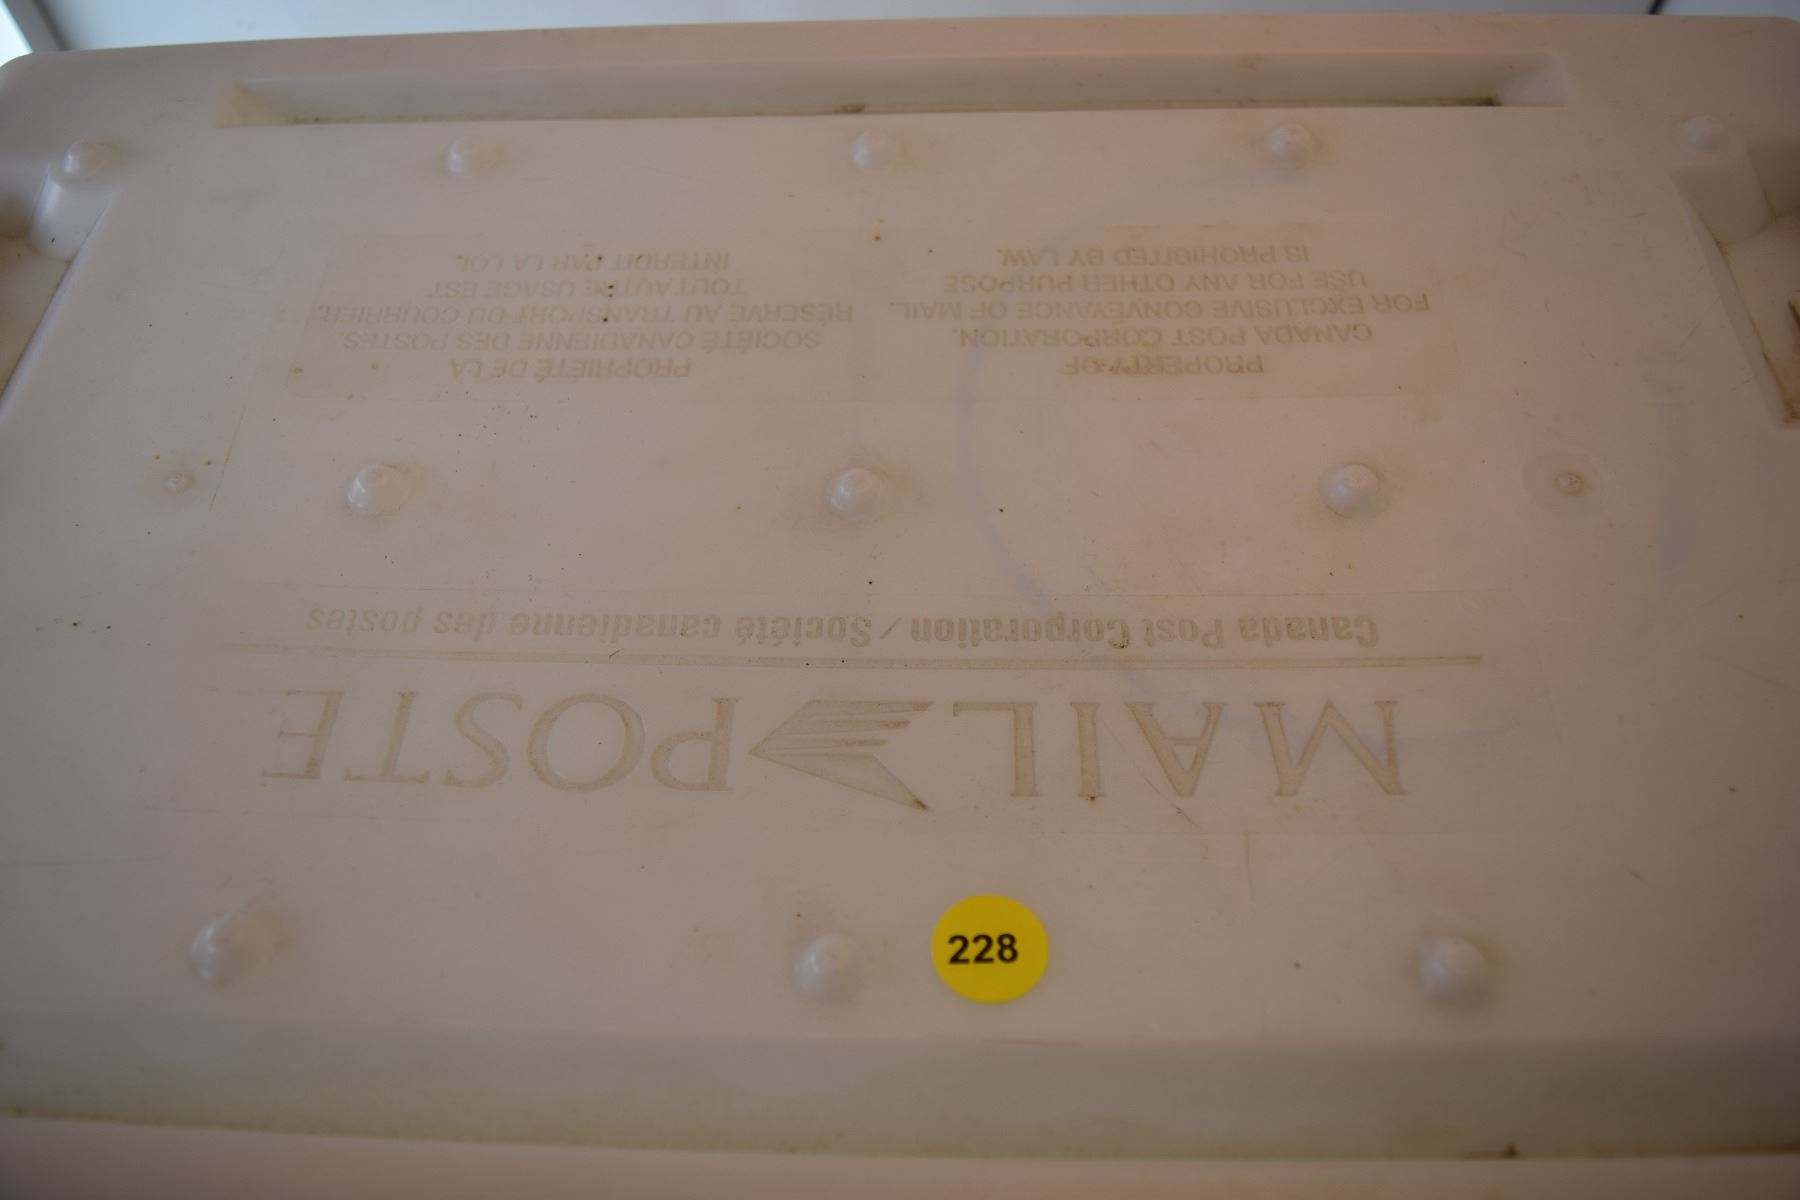 MAIL POSTE
Canada Post Corporation / Société canadienne des postes
PROPERTY OF
CANADA POST CORPORATION.
FOR EXCLUSIVE CONVEYANCE OF MAIL.
USE FOR ANY OTHER PURPOSE
IS PROHIBITED BY LAW.
PROPRIÉTÉ DE LA
SOCIÉTÉ CANADIENNE DES POSTES.
RÉSERVÉ AU TRANSPORT DU COURRIER.
TOUT AUTRE USAGE EST
INTERDIT PAR LA LOI.
228